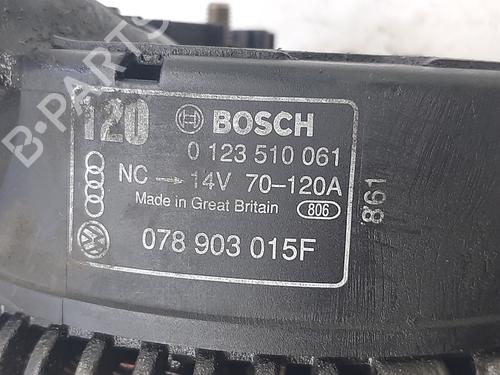 120 BOSCH
0 123 510 061
NC 14V 70-120A
Made in Great Britain 806
078 903 015F
861
B-PARTS